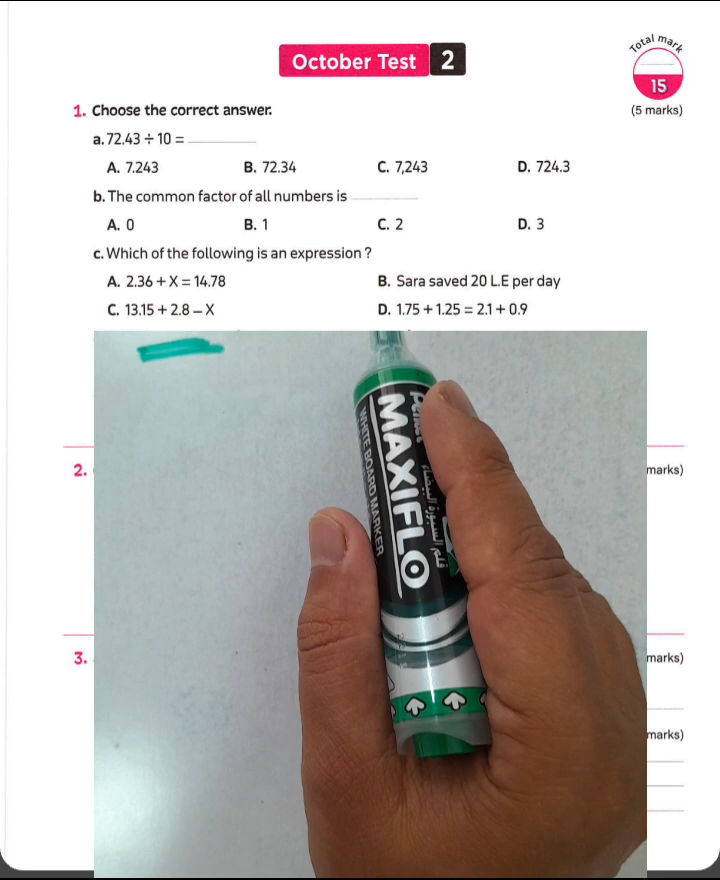 October Test 2
Total mark
15
1. Choose the correct answer.
(5 marks)
a. 72.43 ÷ 10 =
A. 7.243 B. 72.34 C. 7,243 D. 724.3
b. The common factor of all numbers is
A. 0 B. 1 C. 2 D. 3
c. Which of the following is an expression ?
A. 2.36 + X = 14.78 B. Sara saved 20 L.E per day
C. 13.15 + 2.8 – X D. 1.75 + 1.25 = 2.1 + 0.9
MAXIFLO
WHITE BOARD MARKER
قلم السبورة البيضاء
2. marks)
3. marks)
marks)